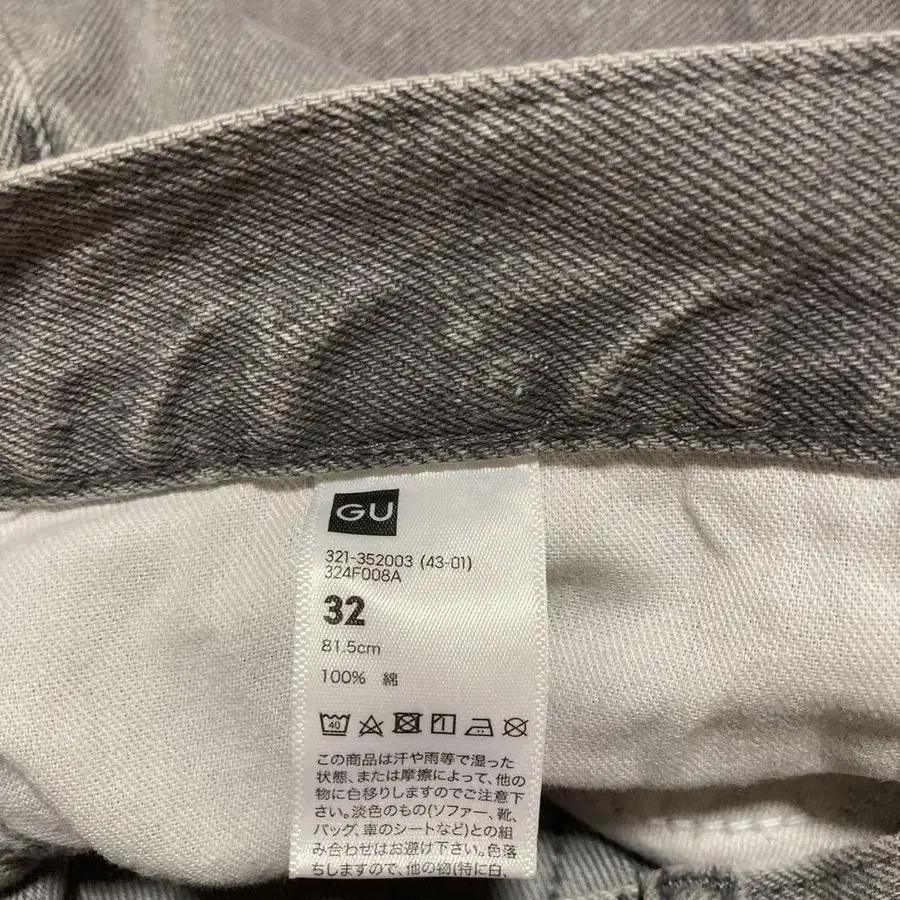 GU
321-352003 (43-01)
324F008A
32
81.5cm
100% 綿
40
この商品は汗や雨等で湿った
状態、または摩擦によって、他の
物に色移りしますのでご注意下
さい。淡色のもの(ソファー、靴、
バッグ、車のシートなど)との組
み合わせはお避け下さい。色落
ちしますので、他の物(特に白、